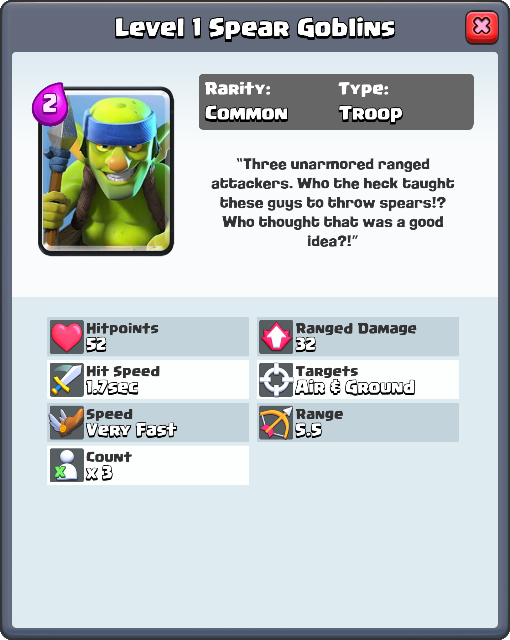 Level 1 Spear Goblins
2
Rarity:
Type:
Common
Troop
"Three unarmored ranged
attackers. Who the heck taught
these guys to throw spears!?
Who thought that was a good
idea?!"
Hitpoints
52
Ranged Damage
32
Hit Speed
1.7sec
Targets
Air & Ground
Speed
Very Fast
Range
5.5
Count
x 3